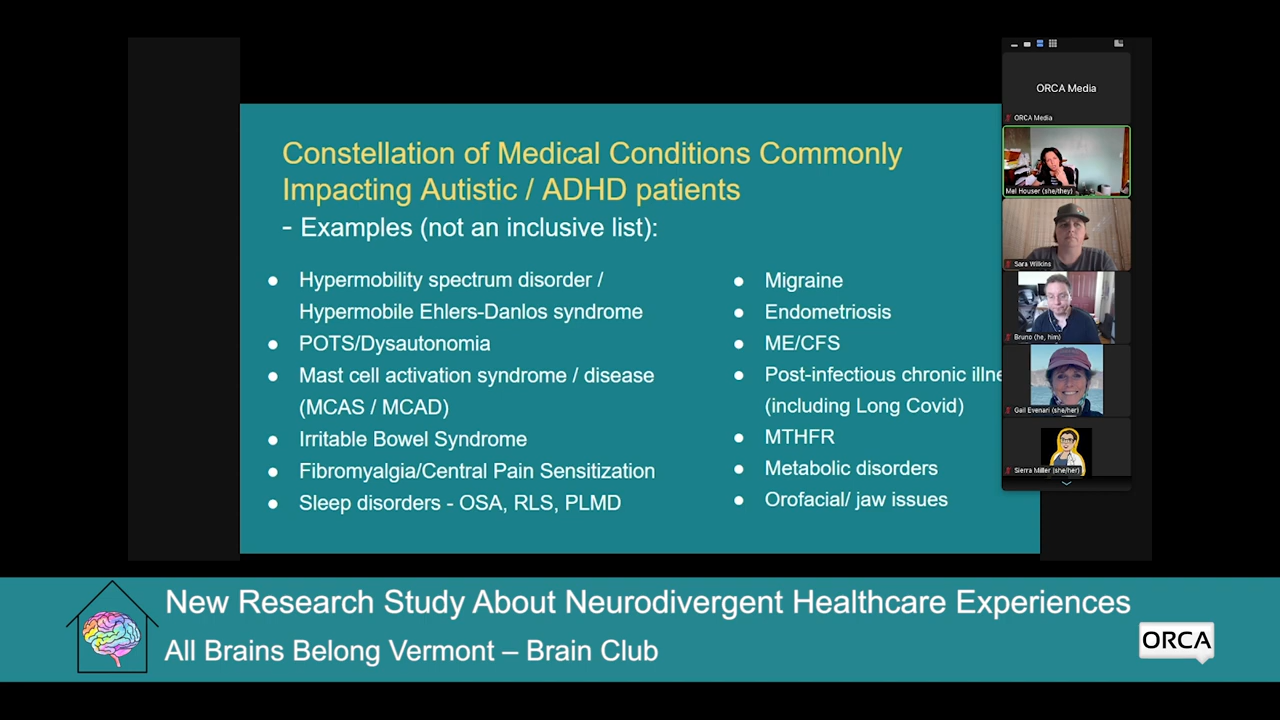 Constellation of Medical Conditions Commonly
Impacting Autistic / ADHD patients
- Examples (not an inclusive list):
● Hypermobility spectrum disorder /
Hypermobile Ehlers-Danlos syndrome
● POTS/Dysautonomia
● Mast cell activation syndrome / disease
(MCAS / MCAD)
● Irritable Bowel Syndrome
● Fibromyalgia/Central Pain Sensitization
● Sleep disorders - OSA, RLS, PLMD
● Migraine
● Endometriosis
● ME/CFS
● Post-infectious chronic illne
(including Long Covid)
● MTHFR
● Metabolic disorders
● Orofacial/ jaw issues
ORCA Media
ORCA Media
Mel Houser (she/they)
Sara Wilkins
Bruno (he, him)
Gail Evenari (she/her)
Sierra Miller (she/her)
New Research Study About Neurodivergent Healthcare Experiences
All Brains Belong Vermont – Brain Club
ORCA